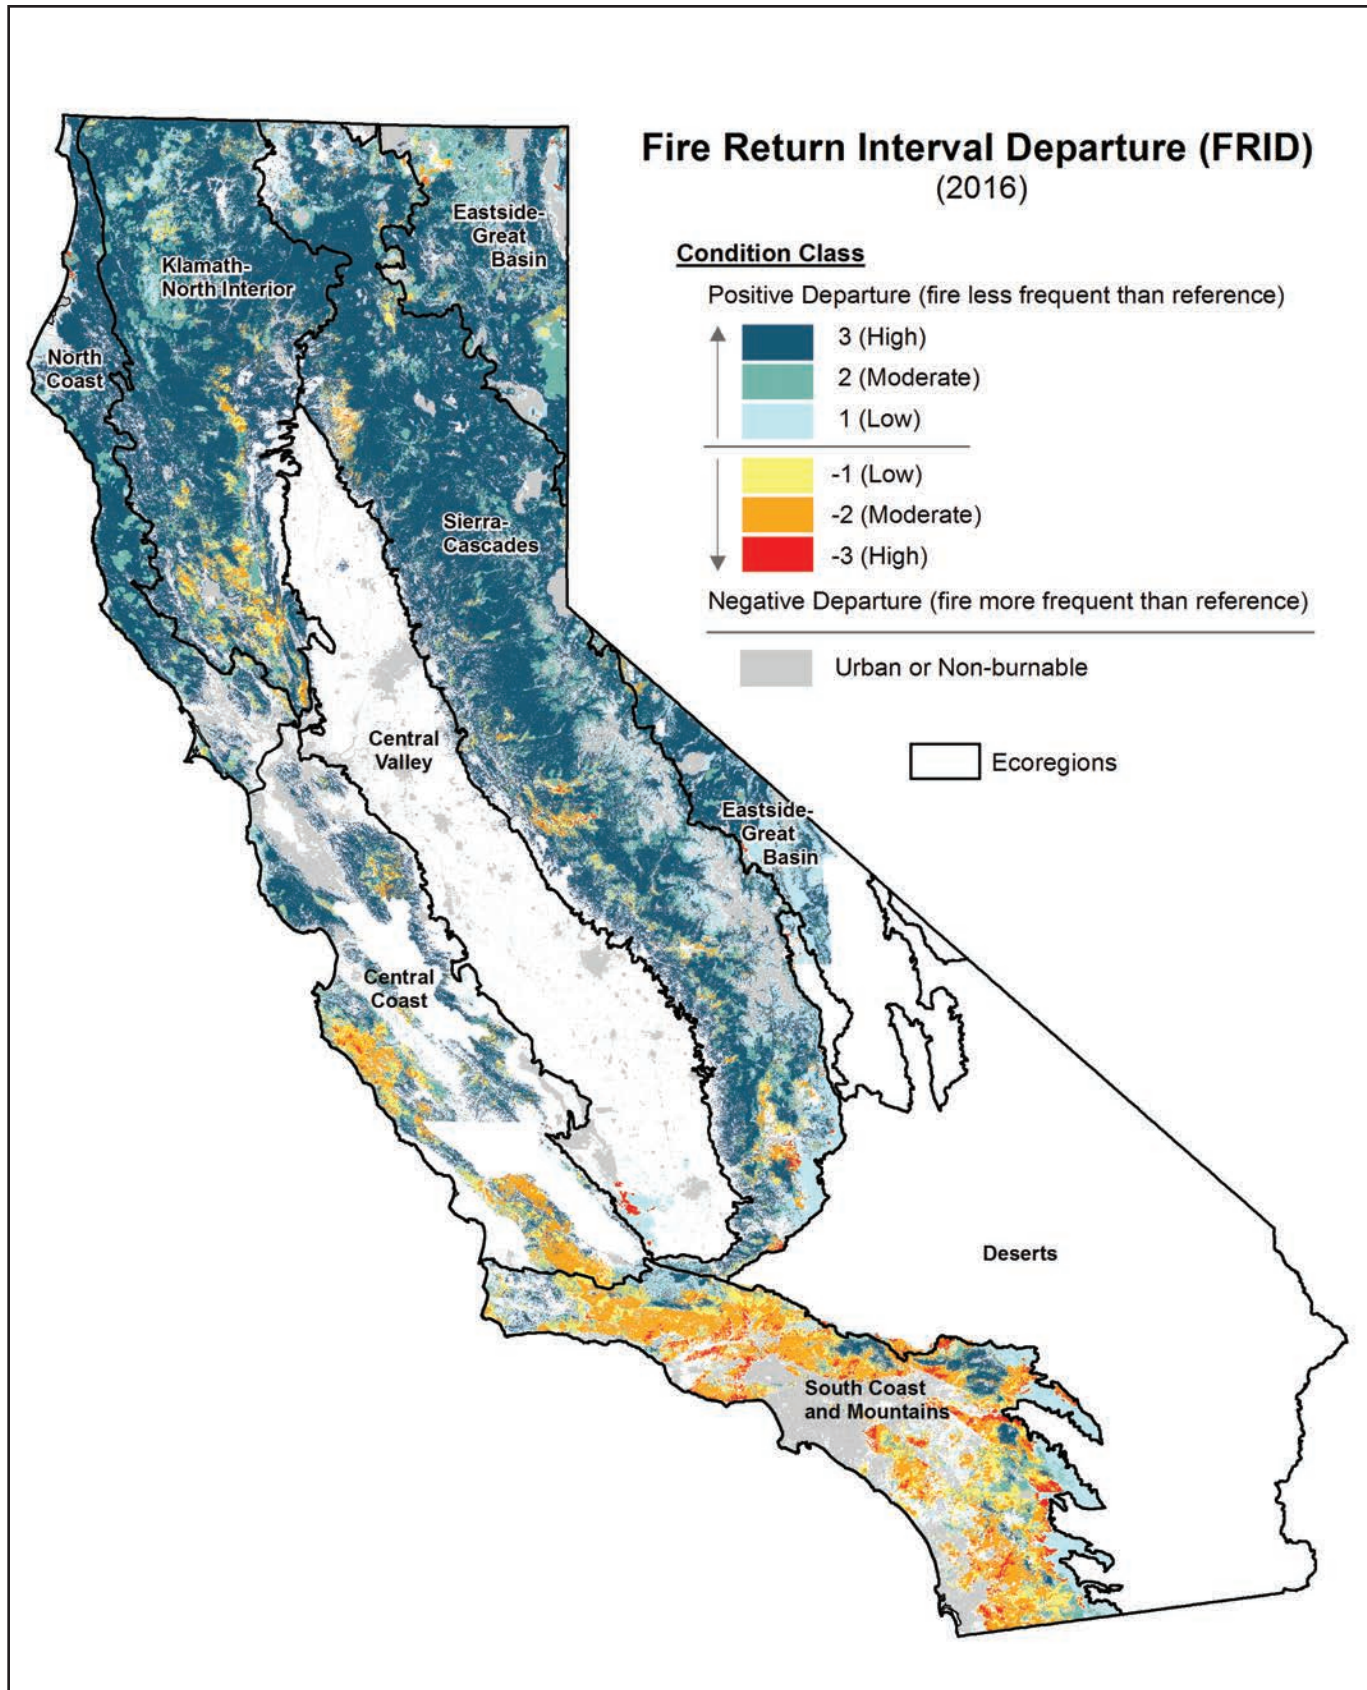 Fire Return Interval Departure (FRID)
(2016)
Condition Class
Positive Departure (fire less frequent than reference)
3 (High)
2 (Moderate)
1 (Low)
-1 (Low)
-2 (Moderate)
-3 (High)
Negative Departure (fire more frequent than reference)
Urban or Non-burnable
Ecoregions
Eastside-
Great
Basin
Klamath-
North Interior
North
Coast
Sierra-
Cascades
Central
Valley
Eastside-
Great
Basin
Central
Coast
Deserts
South Coast
and Mountains